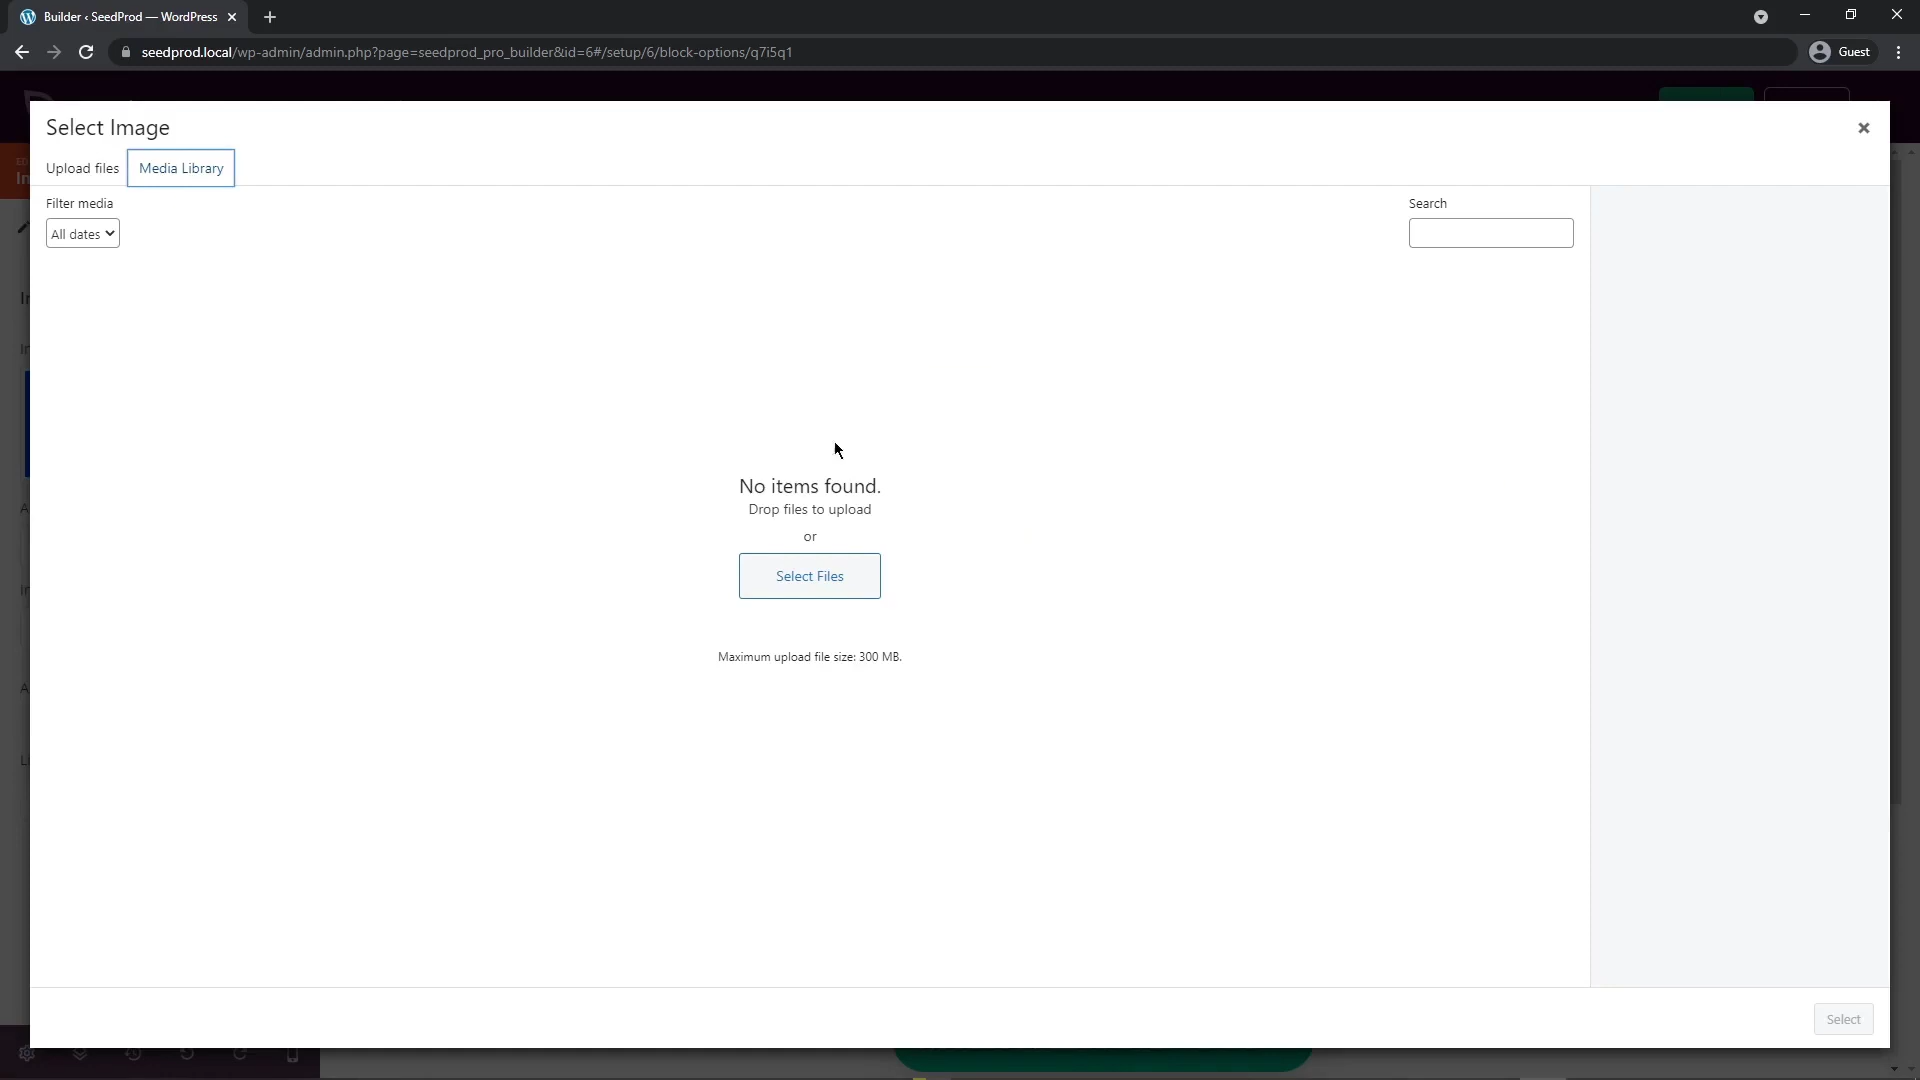 Builder ‹ SeedProd — WordPress
seedprod.local/wp-admin/admin.php?page=seedprod_pro_builder&id=6#/setup/6/block-options/q7i5q1
Guest
Select Image
Upload files
Media Library
Filter media
Search
All dates
No items found.
Drop files to upload
or
Select Files
Maximum upload file size: 300 MB.
Select